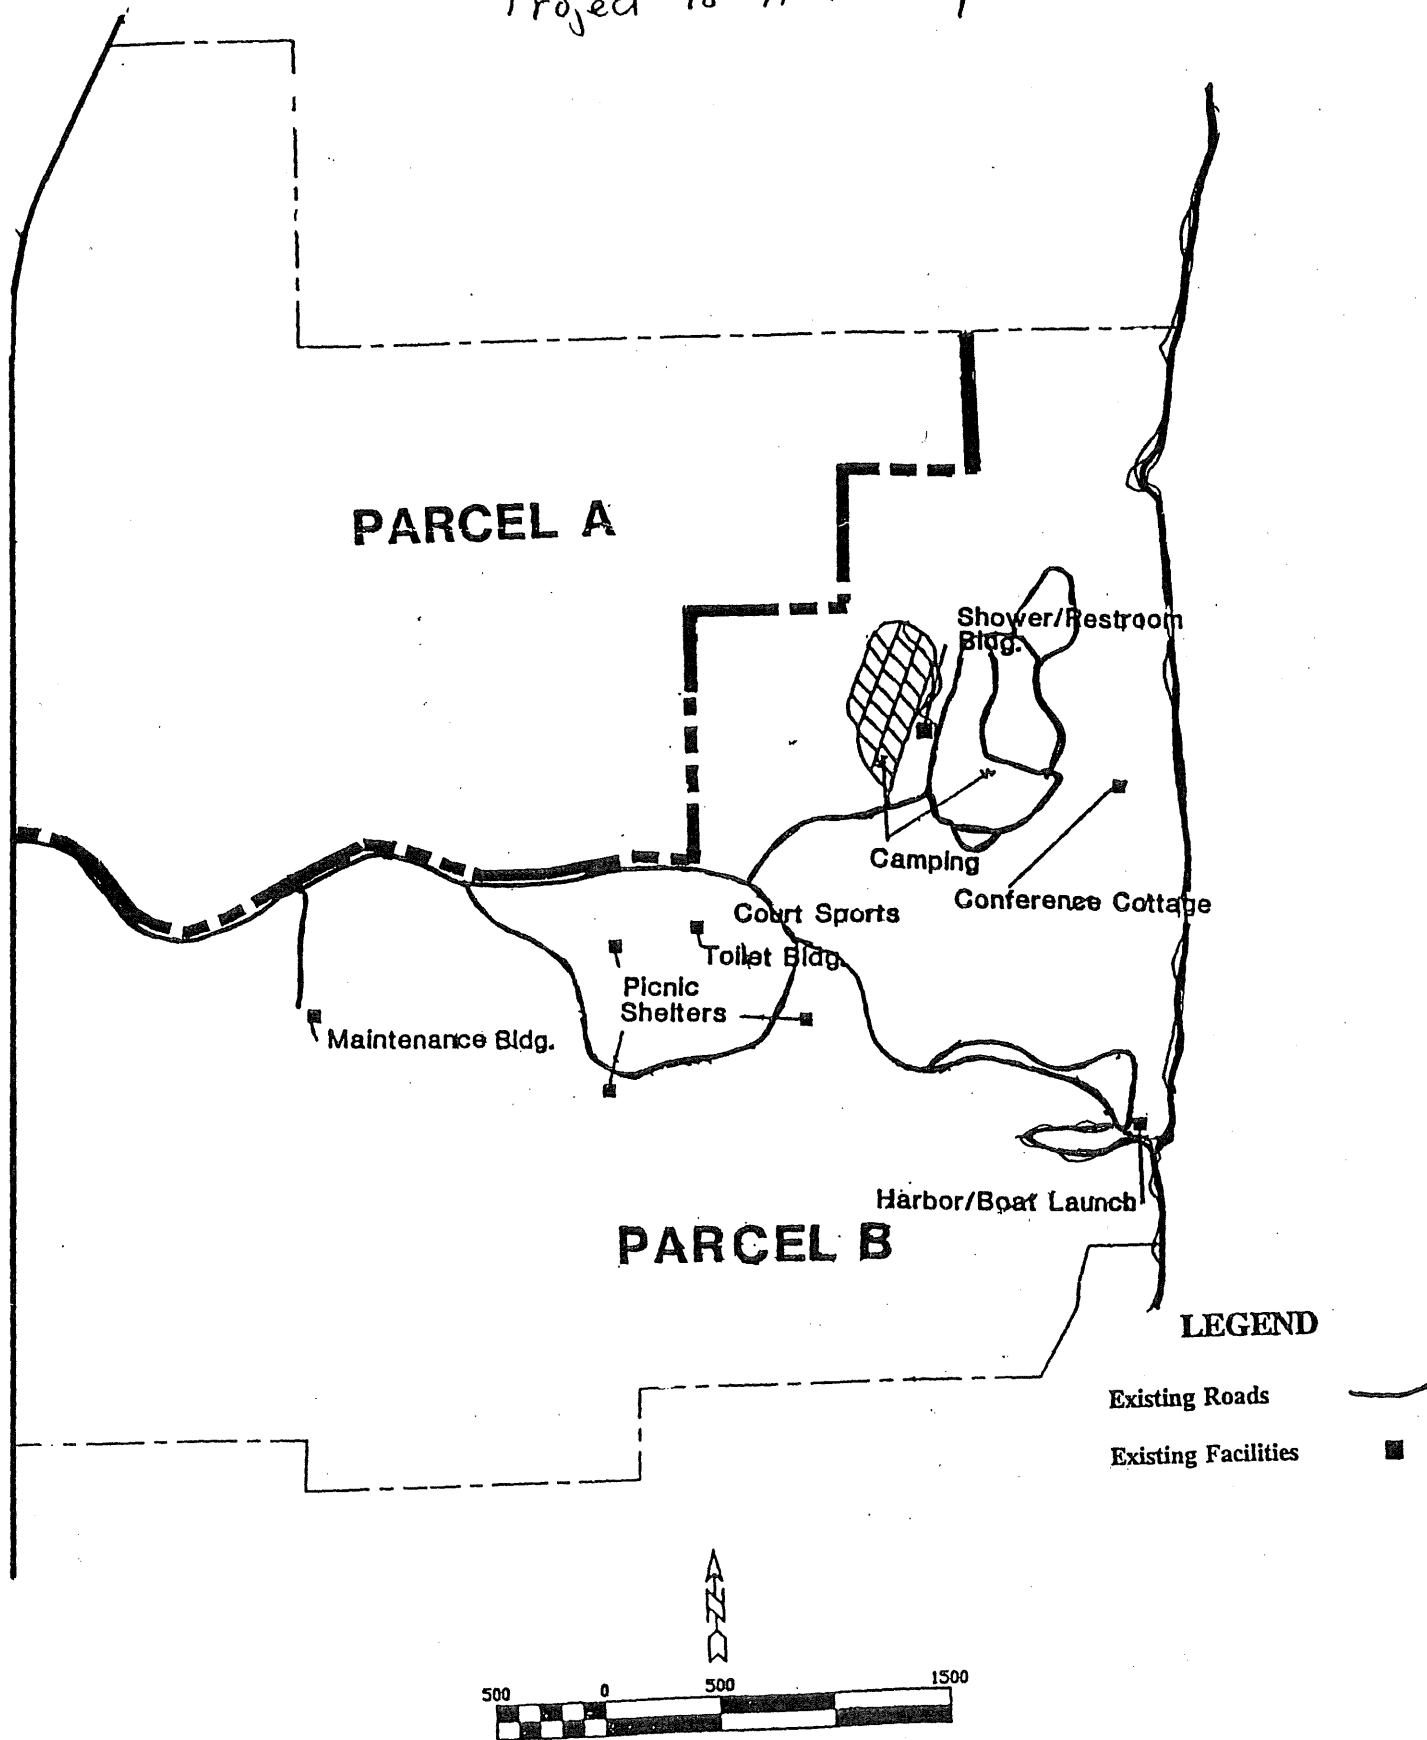 Project
PARCEL A
Shower/Restroom
Bldg.
Camping
Conference Cottage
Court Sports
Toilet Bldg.
Picnic
Shelters
Maintenance Bldg.
Harbor/Boat Launch
PARCEL B
LEGEND
Existing Roads
Existing Facilities
N
500 0 500 1500